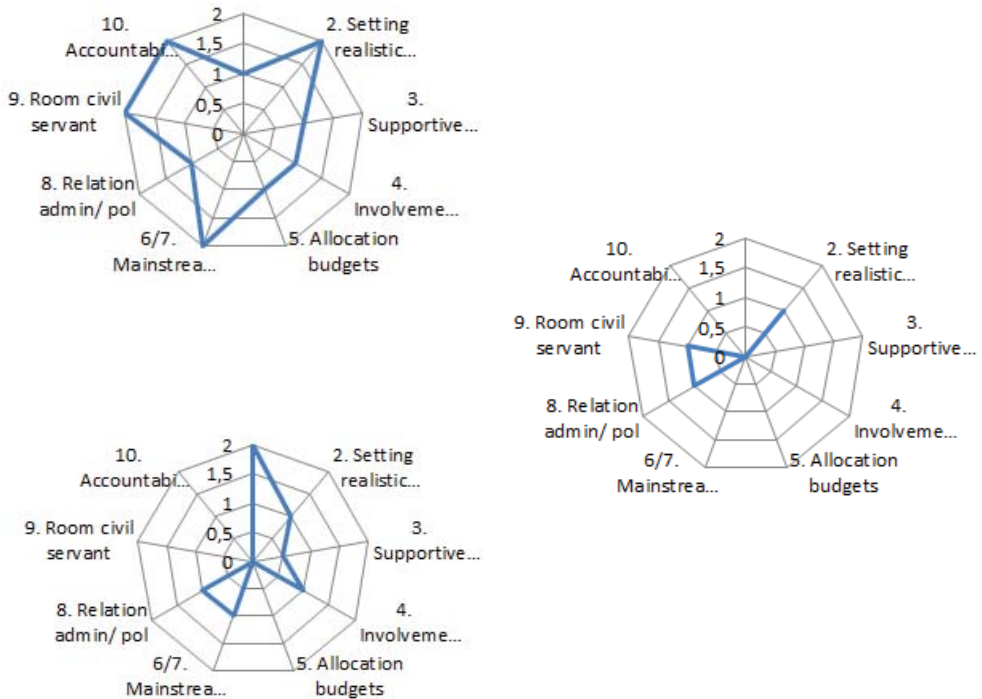 2
1,5
1
0,5
0
2. Setting
realistic...
3.
Supportive...
4.
Involveme...
5. Allocation
budgets
6/7.
Mainstrea...
8. Relation
admin/ pol
9. Room civil
servant
10.
Accountabi...
2
1,5
1
0,5
0
2. Setting
realistic...
3.
Supportive...
4.
Involveme...
5. Allocation
budgets
6/7.
Mainstrea...
8. Relation
admin/ pol
9. Room civil
servant
10.
Accountabi...
2
1,5
1
0,5
0
2. Setting
realistic...
3.
Supportive...
4.
Involveme...
5. Allocation
budgets
6/7.
Mainstrea...
8. Relation
admin/ pol
9. Room civil
servant
10.
Accountabi...